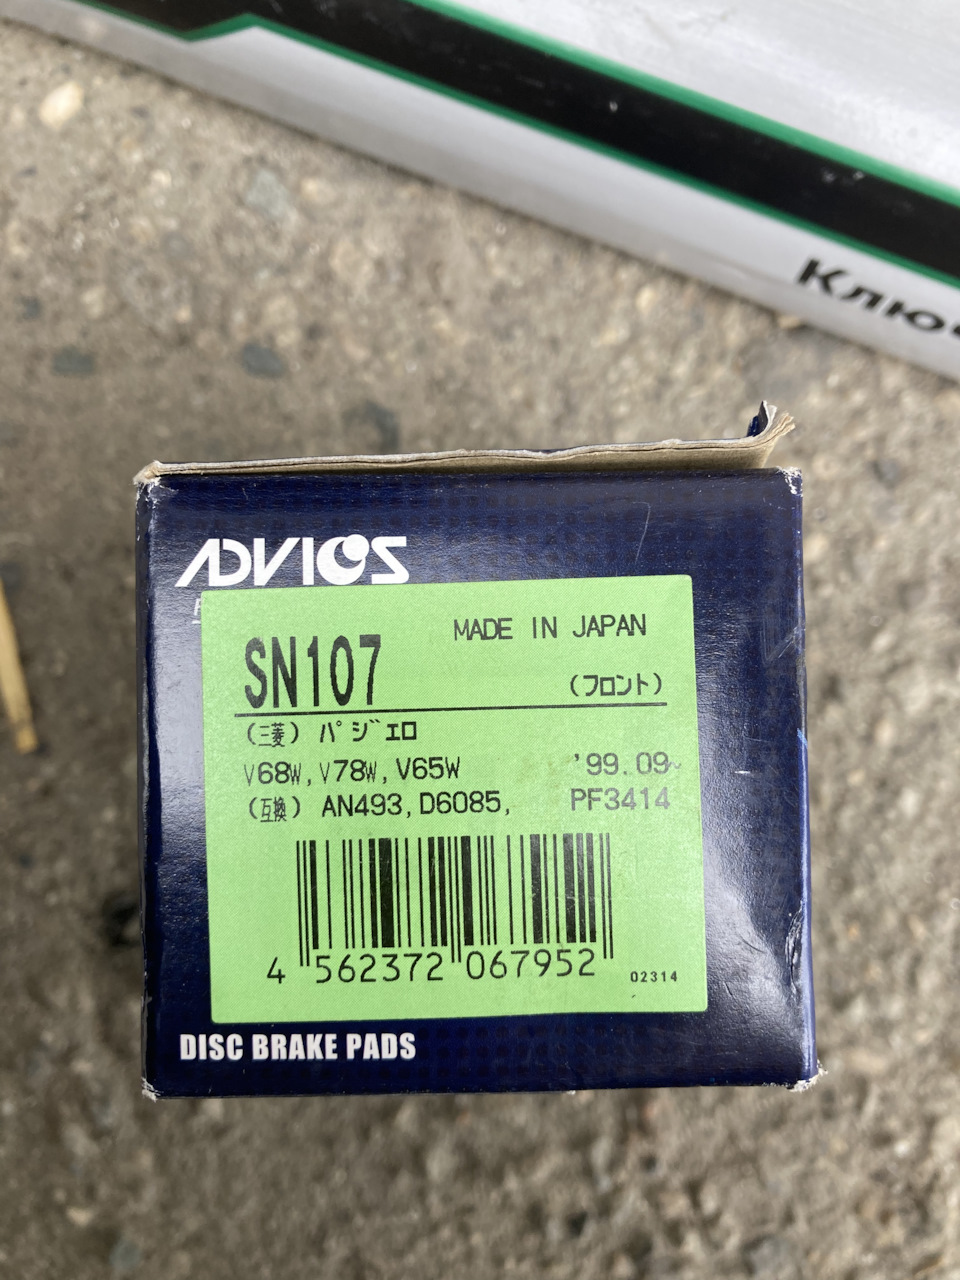 Ключ
ADVICS
SN107
MADE IN JAPAN
(フロント)
(三菱) パジェロ
V68W, V78W, V65W '99.09~
(互換) AN493, D6085, PF3414
4 562372 067952
02314
DISC BRAKE PADS